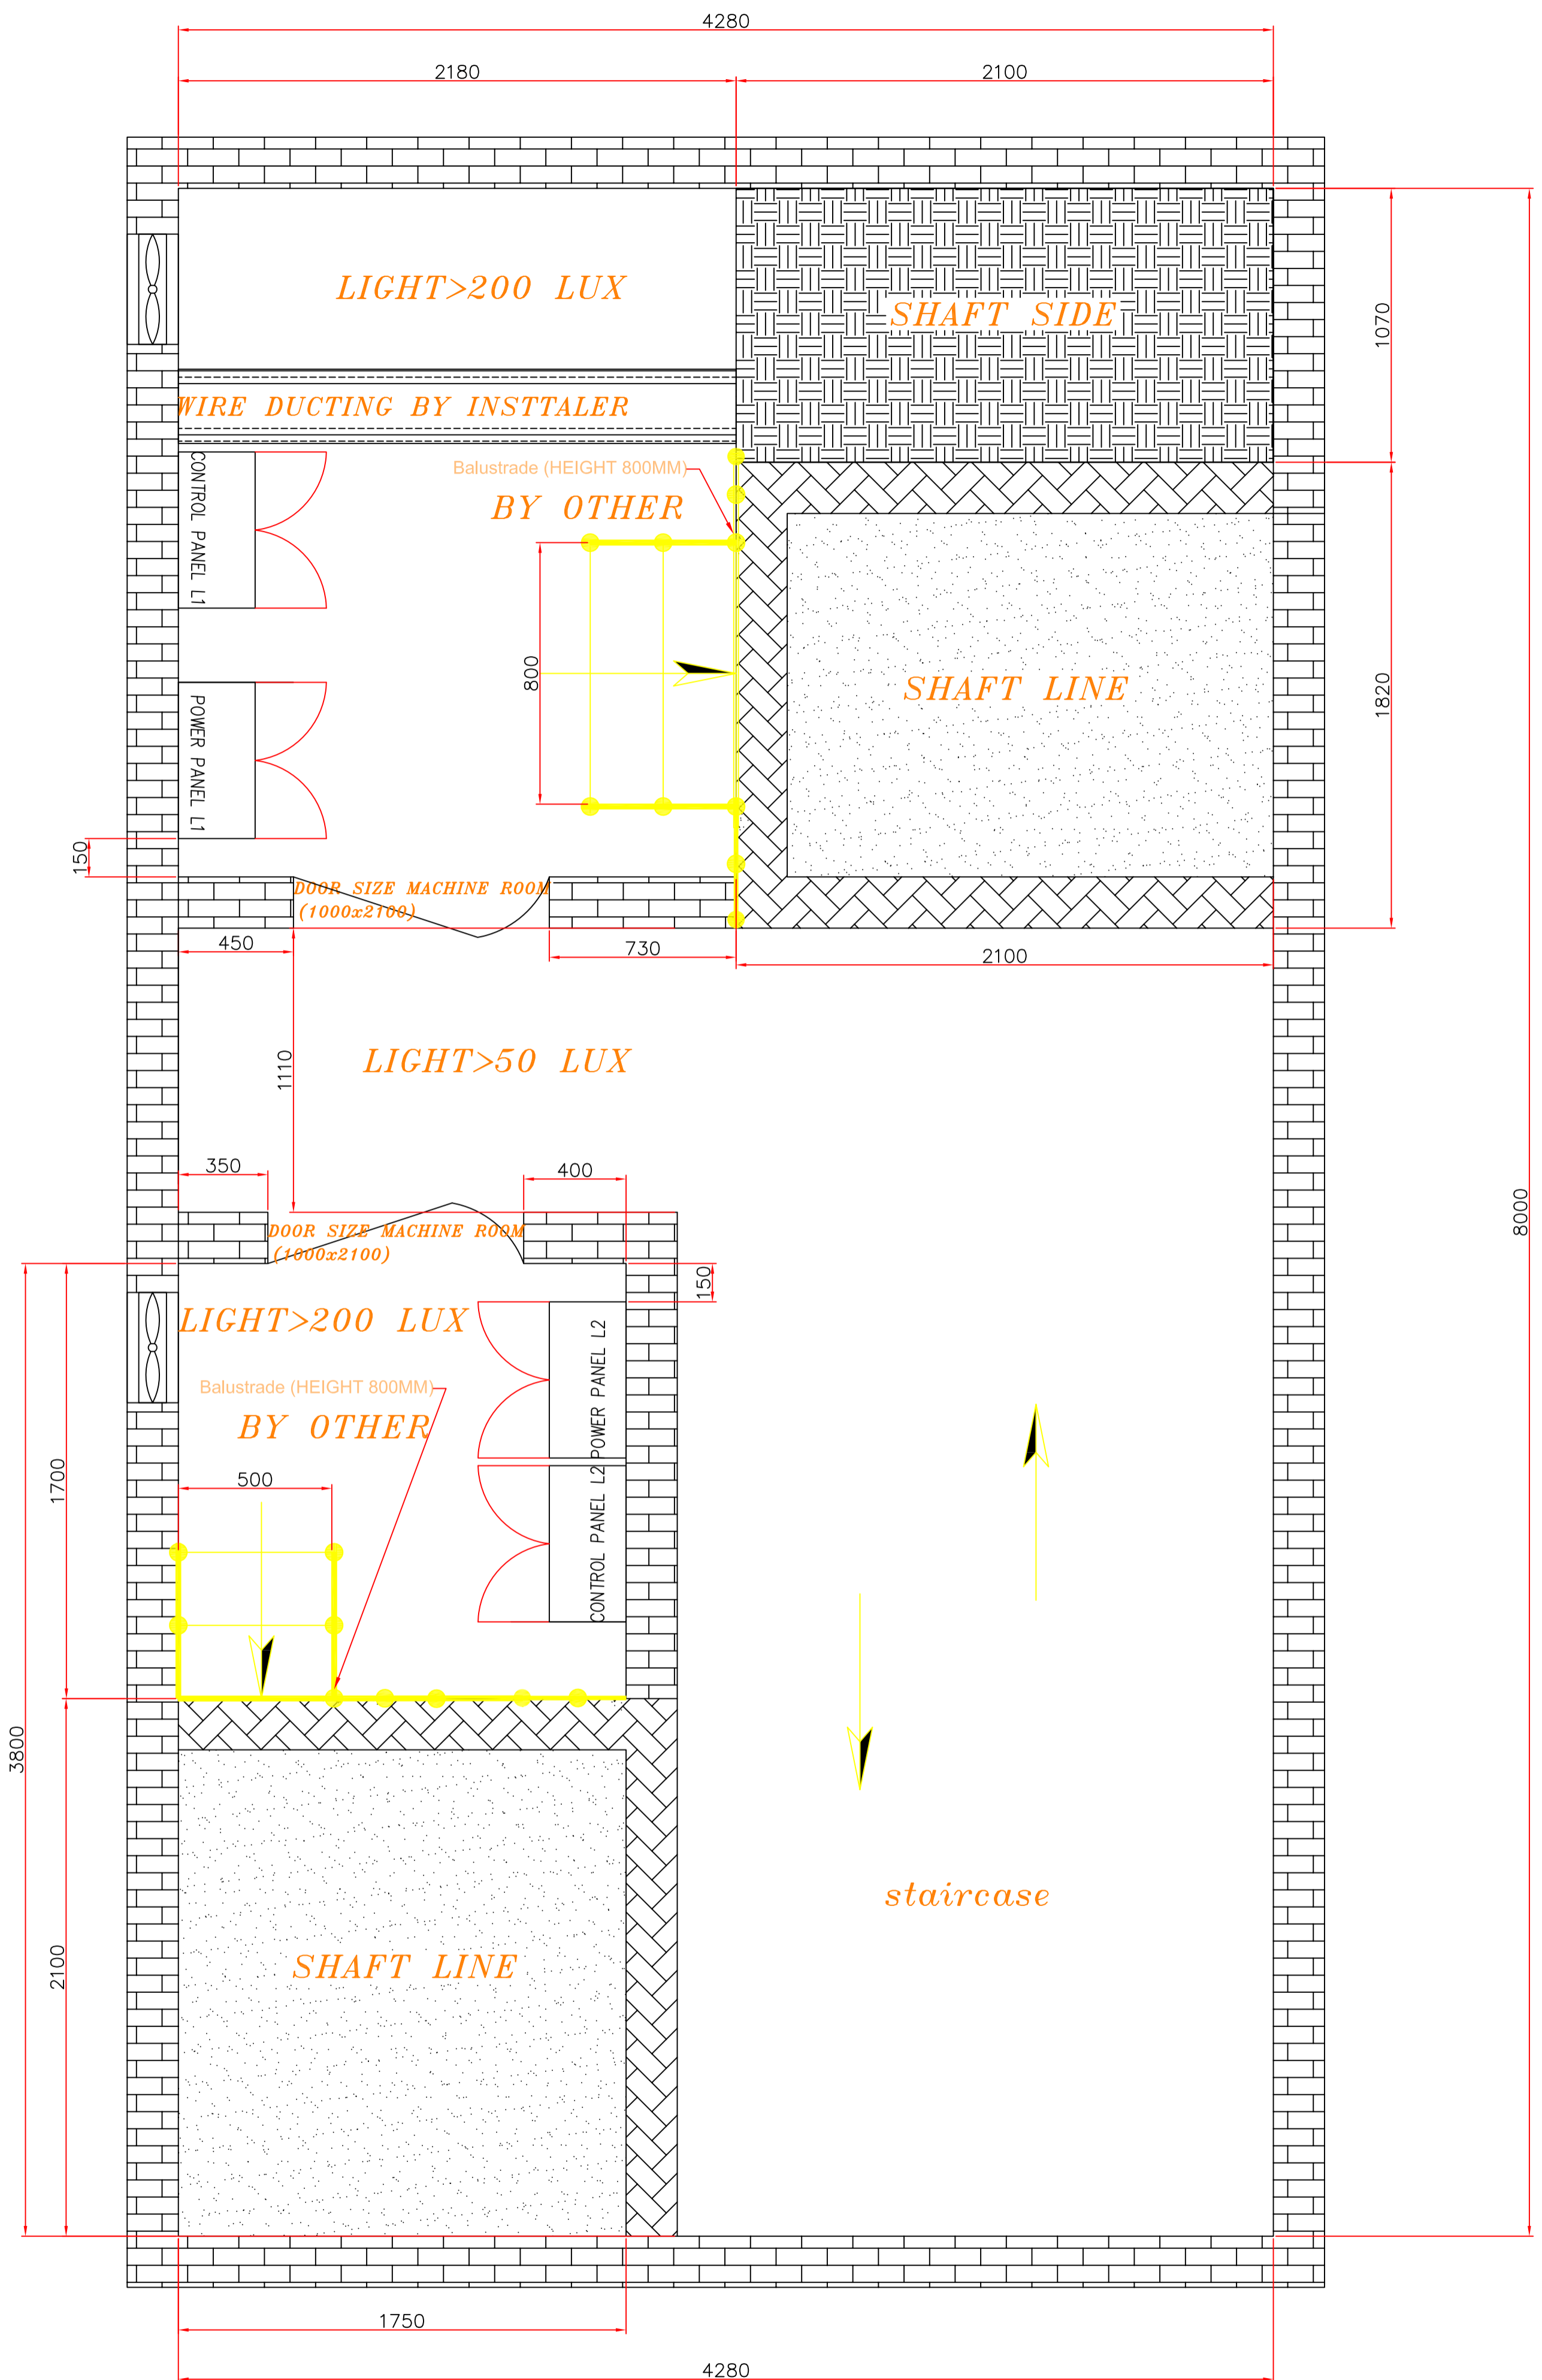 4280
2180
2100
LIGHT>200 LUX
SHAFT SIDE
1070
WIRE DUCTING BY INSTTALER
CONTROL PANEL L1
Balustrade (HEIGHT 800MM)
BY OTHER
800
SHAFT LINE
1820
POWER PANEL L1
150
DOOR SIZE MACHINE ROOM
(1000x2100)
450
730
2100
LIGHT>50 LUX
1110
350
400
8000
DOOR SIZE MACHINE ROOM
(1000x2100)
150
LIGHT>200 LUX
POWER PANEL L2
Balustrade (HEIGHT 800MM)
BY OTHER
1700
500
CONTROL PANEL L2
3800
staircase
2100
SHAFT LINE
1750
4280